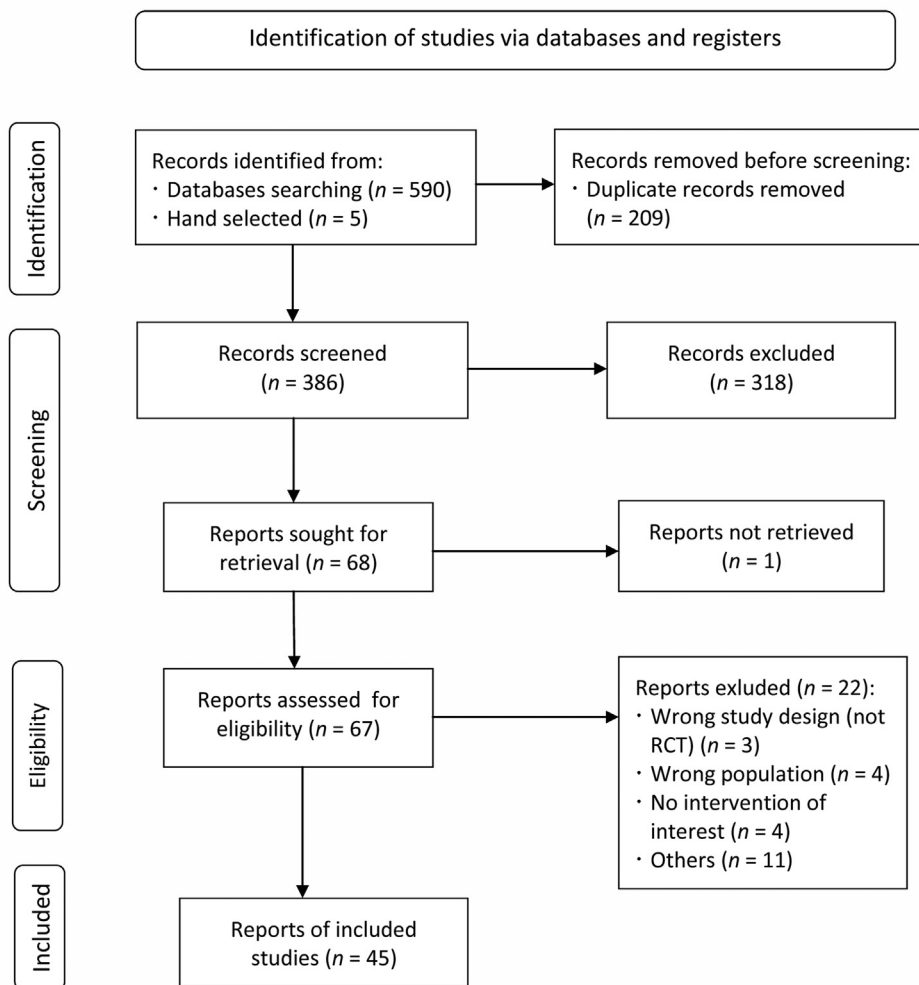 Identification of studies via databases and registers
Identification
Records identified from:
· Databases searching (n = 590)
· Hand selected (n = 5)
Records removed before screening:
· Duplicate records removed
(n = 209)
Screening
Records screened
(n = 386)
Records excluded
(n = 318)
Reports sought for
retrieval (n = 68)
Reports not retrieved
(n = 1)
Eligibility
Reports assessed for
eligibility (n = 67)
Reports exluded (n = 22):
· Wrong study design (not
RCT) (n = 3)
· Wrong population (n = 4)
· No intervention of
interest (n = 4)
· Others (n = 11)
Included
Reports of included
studies (n = 45)